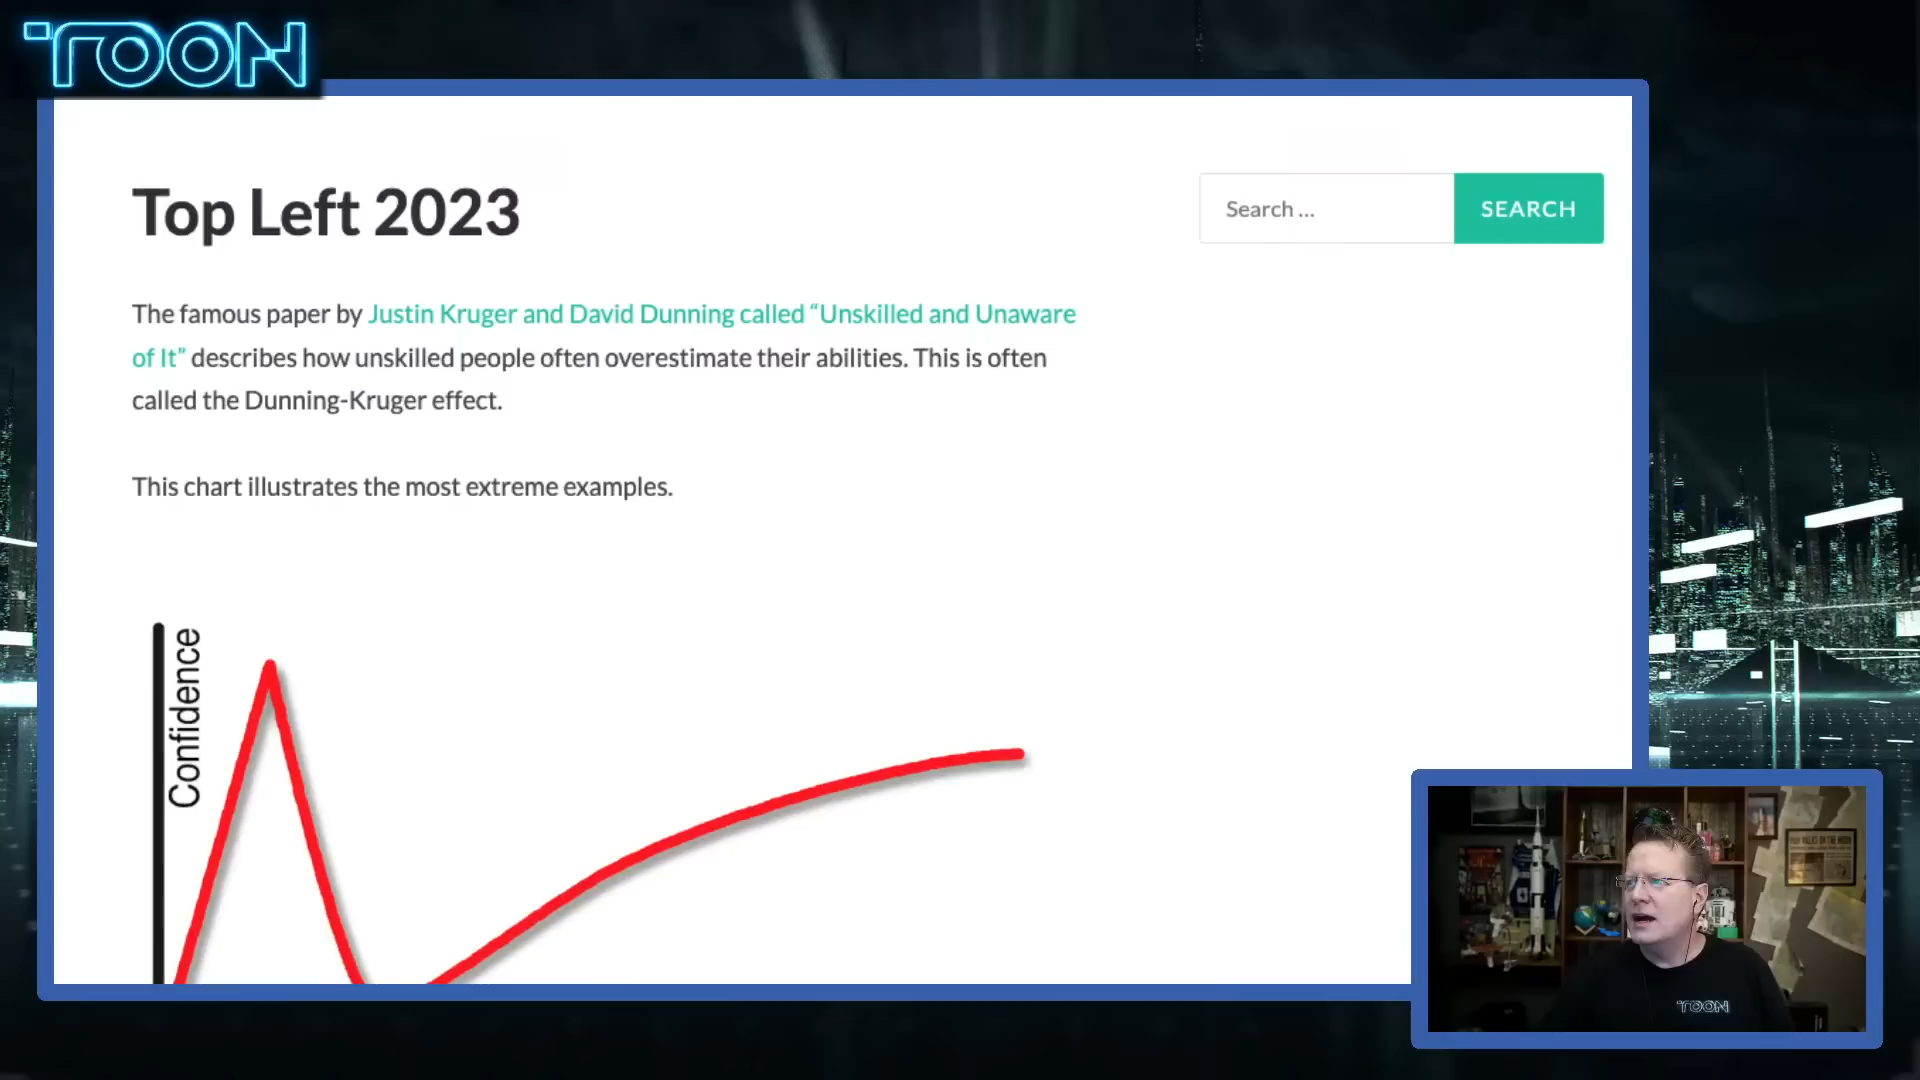 TOON
Top Left 2023
Search ...
SEARCH
The famous paper by Justin Kruger and David Dunning called “Unskilled and Unaware
of It” describes how unskilled people often overestimate their abilities. This is often
called the Dunning-Kruger effect.
This chart illustrates the most extreme examples.
Confidence
TOON